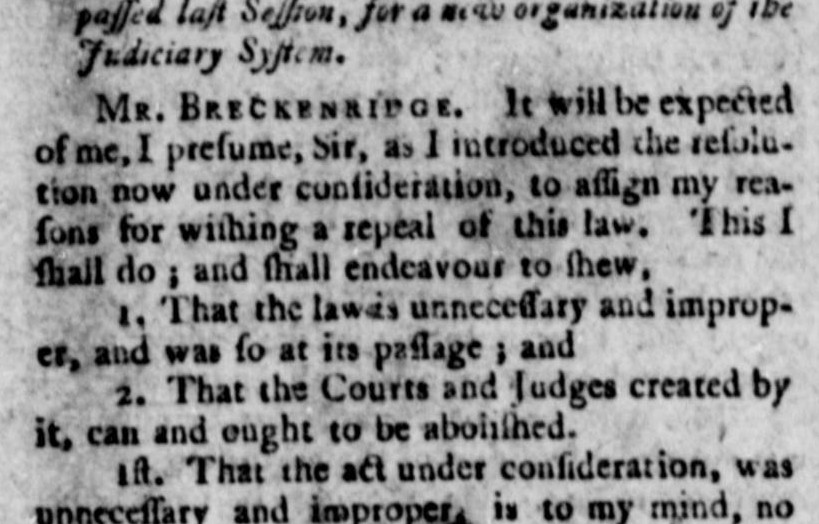 paſſed laſt Seſſion, for a new organization of the
Judiciary Syſtem.
MR. BRECKENRIDGE. It will be expected
of me, I preſume, Sir, as I introduced the reſolu-
tion now under conſideration, to aſſign my rea-
ſons for wiſhing a repeal of this law. This I
ſhall do ; and ſhall endeavour to ſhew,
1. That the law is unneceſſary and improp-
er, and was ſo at its paſſage ; and
2. That the Courts and Judges created by
it, can and ought to be aboliſhed.
1ſt. That the act under conſideration, was
unneceſſary and improper, is to my mind, no